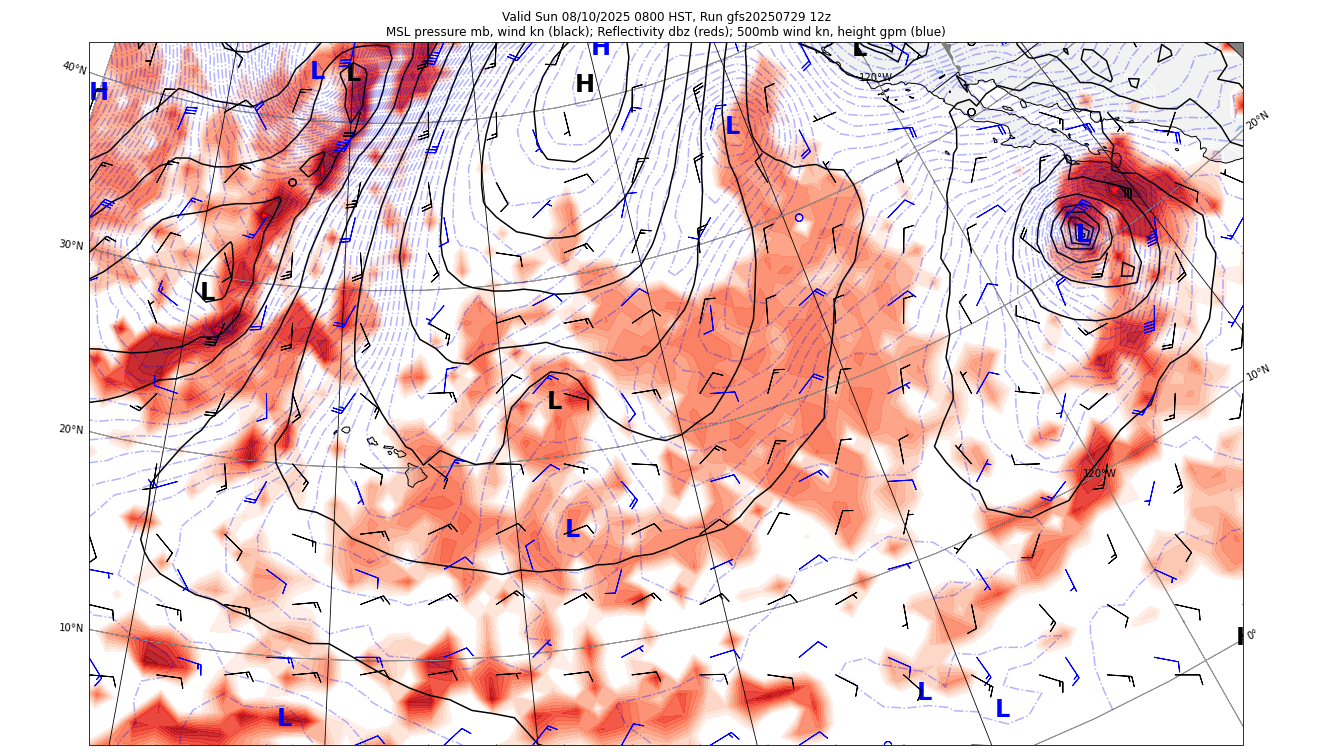 Valid Sun 08/10/2025 0800 HST, Run gfs20250729 12z
MSL pressure mb, wind kn (black); Reflectivity dbz (reds); 500mb wind kn, height gpm (blue)
H
H
L
L
L
H
L
40°N
120°W
20°N
L
30°N
L
L
10°N
L
20°N
120°W
L
10°N
0°
L
L
L